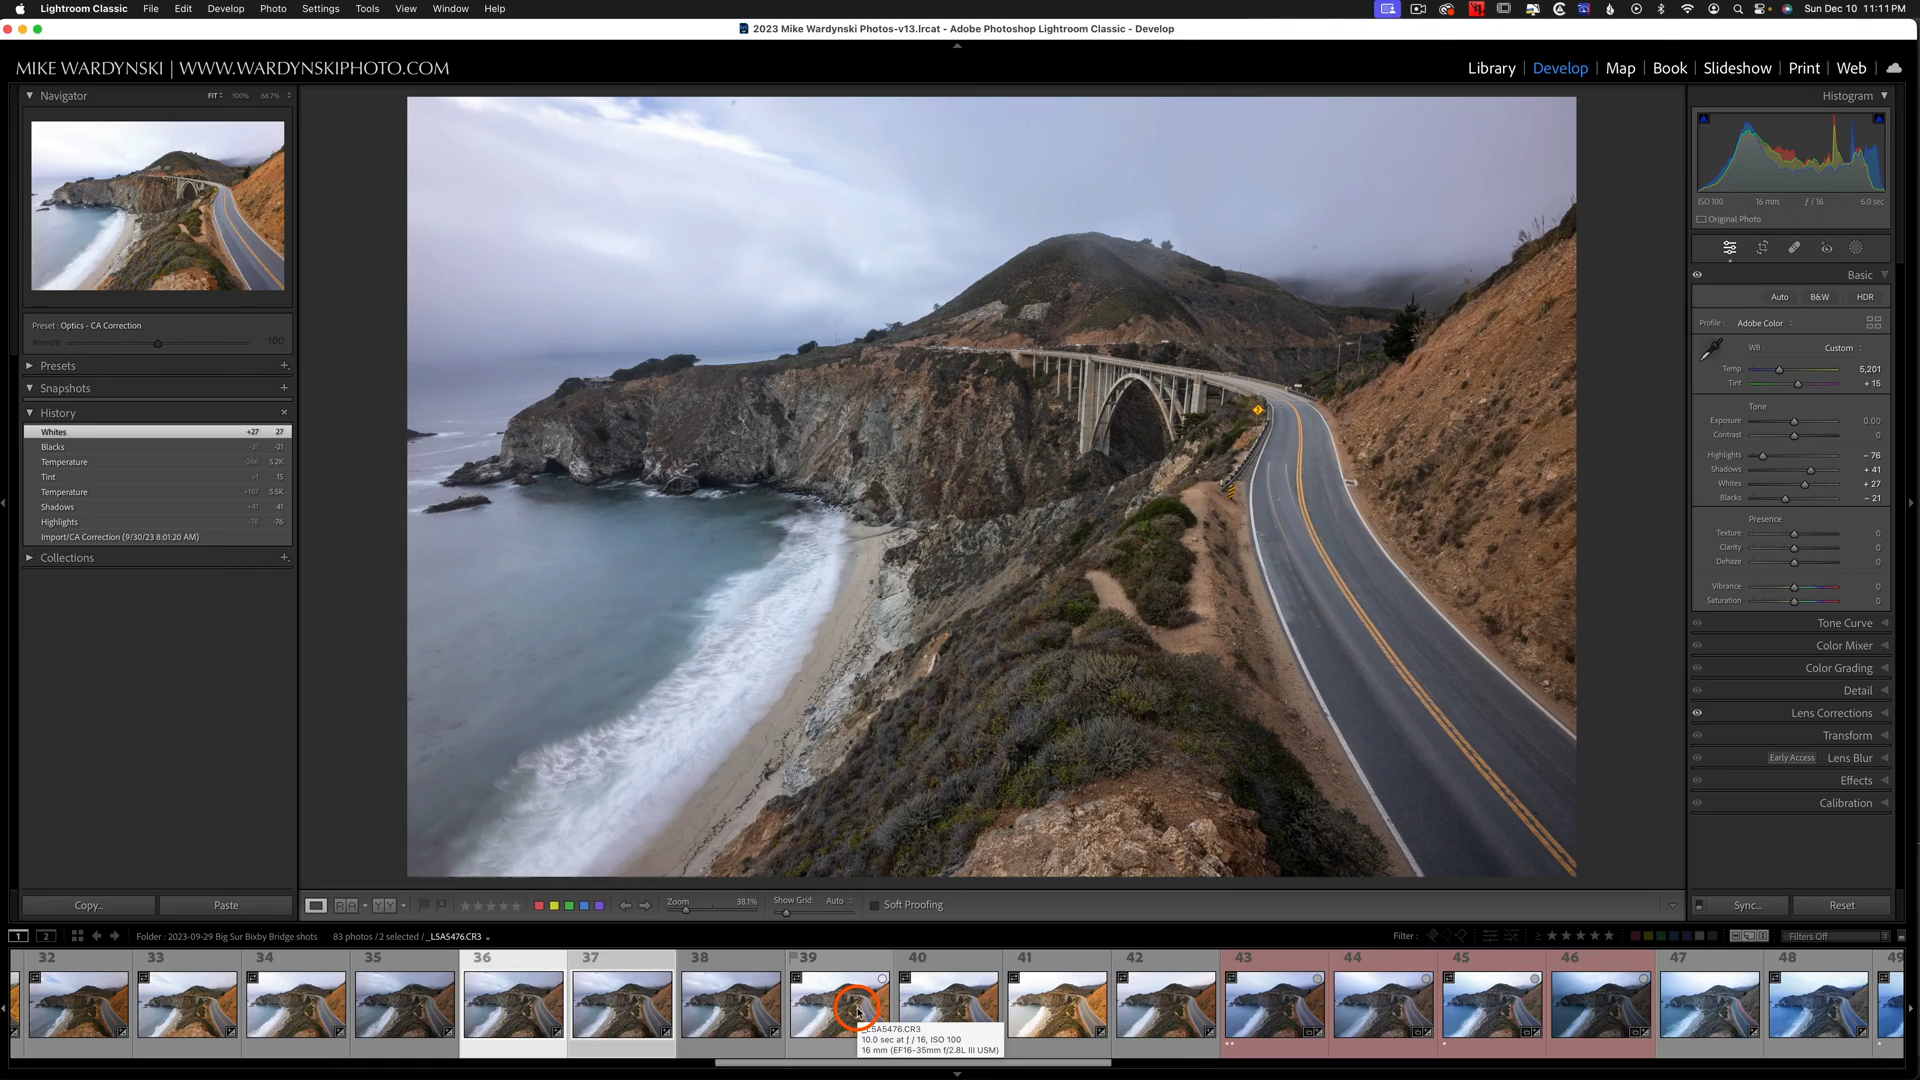 Lightroom Classic File Edit Develop Photo Settings Tools View Window Help
Sun Dec 10 11:11 PM
2023 Mike Wardynski Photos-v13.lrcat - Adobe Photoshop Lightroom Classic - Develop
MIKE WARDYNSKI | WWW.WARDYNSKIPHOTO.COM
Library | Develop | Map | Book | Slideshow | Print | Web
Navigator FIT 100% 66.7%
Preset : Optics - CA Correction
Amount 100
Presets
Snapshots
History
Whites +27 27
Blacks -21 -21
Temperature -266 5.2K
Tint +1 15
Temperature +167 5.5K
Shadows +41 41
Highlights -76 -76
Import/CA Correction (9/30/23 8:01:20 AM)
Collections
Copy... Paste
Histogram
ISO 100 16 mm ƒ / 16 6.0 sec
Original Photo
Basic
Auto B&W HDR
Profile : Adobe Color
WB : Custom
Temp 5,201
Tint + 15
Tone
Exposure 0.00
Contrast 0
Highlights – 76
Shadows + 41
Whites + 27
Blacks – 21
Presence
Texture 0
Clarity 0
Dehaze 0
Vibrance 0
Saturation 0
Tone Curve
Color Mixer
Color Grading
Detail
Lens Corrections
Transform
Early Access Lens Blur
Effects
Calibration
Sync... Reset
RA YY Zoom 38.1% Show Grid: Auto Soft Proofing
1 2 Folder : 2023-09-29 Big Sur Bixby Bridge shots 83 photos / 2 selected / _L5A5476.CR3
Filter : Filters Off
32 33 34 35 36 37 38 39 40 41 42 43 44 45 46 47 48 49
_L5A5476.CR3
10.0 sec at ƒ / 16, ISO 100
16 mm (EF16-35mm f/2.8L III USM)